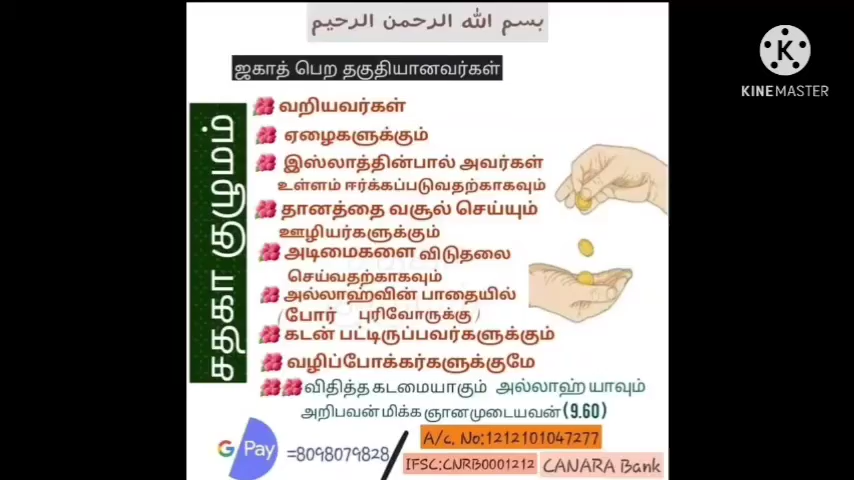 بسم الله الرحمن الرحيم
ஜகாத் பெற தகுதியானவர்கள்
சதகா குழுமம்
வறியவர்கள்
ஏழைகளுக்கும்
இஸ்லாத்தின்பால் அவர்கள்
உள்ளம் ஈர்க்கப்படுவதற்காகவும்
தானத்தை வசூல் செய்யும்
ஊழியர்களுக்கும்
அடிமைகளை விடுதலை
செய்வதற்காகவும்
அல்லாஹ்வின் பாதையில்
(போர் புரிவோருக்கு)
கடன் பட்டிருப்பவர்களுக்கும்
வழிப்போக்கர்களுக்குமே
விதித்த கடமையாகும் அல்லாஹ் யாவும்
அறிபவன் மிக்க ஞானமுடையவன் (9.60)
G Pay =8098079828
A/c. No:1212101047277
IFSC:CNRB0001212 CANARA Bank
K
KINEMASTER